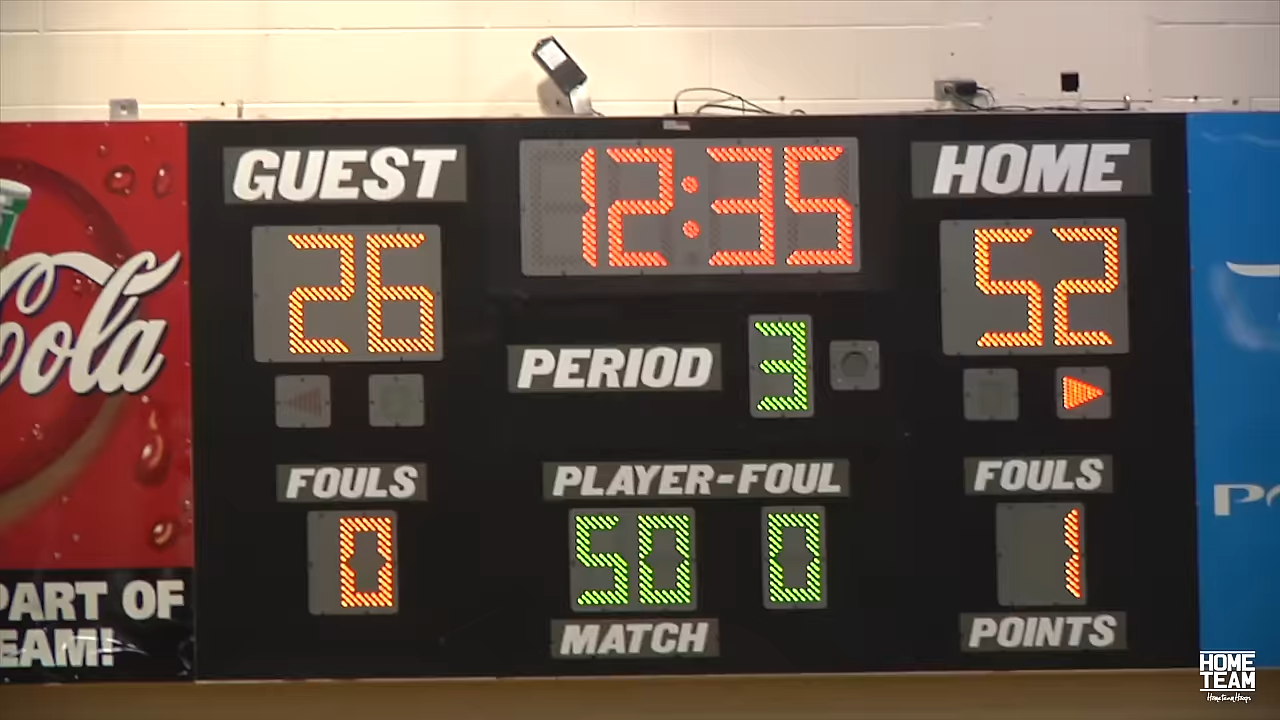 GUEST
12:35
HOME
26
52
Cola
PERIOD
3
FOULS
PLAYER-FOUL
FOULS
0
50
0
1
PART OF
EAM!
MATCH
POINTS
HOME
TEAM